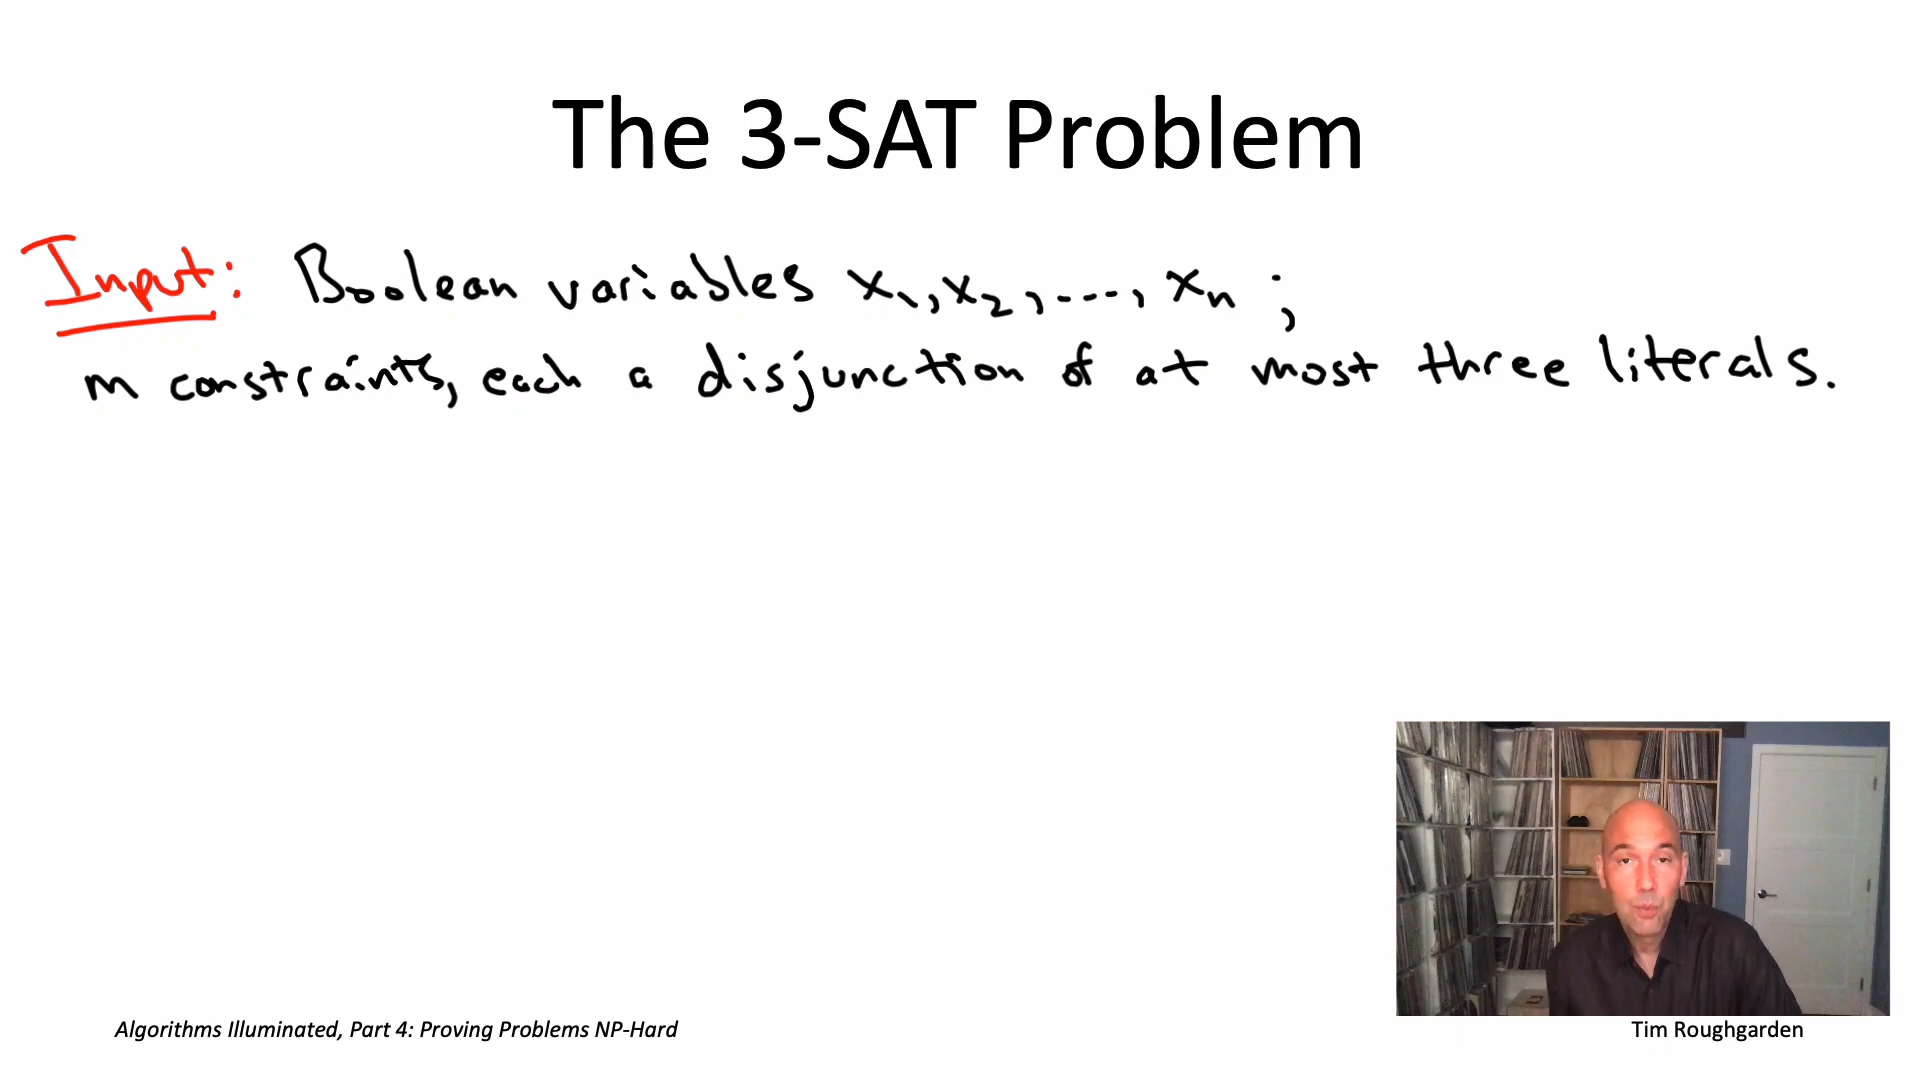 The 3-SAT Problem
Input: Boolean variables x₁, x₂, ..., xₙ ;
m constraints, each a disjunction of at most three literals.
Algorithms Illuminated, Part 4: Proving Problems NP-Hard
Tim Roughgarden